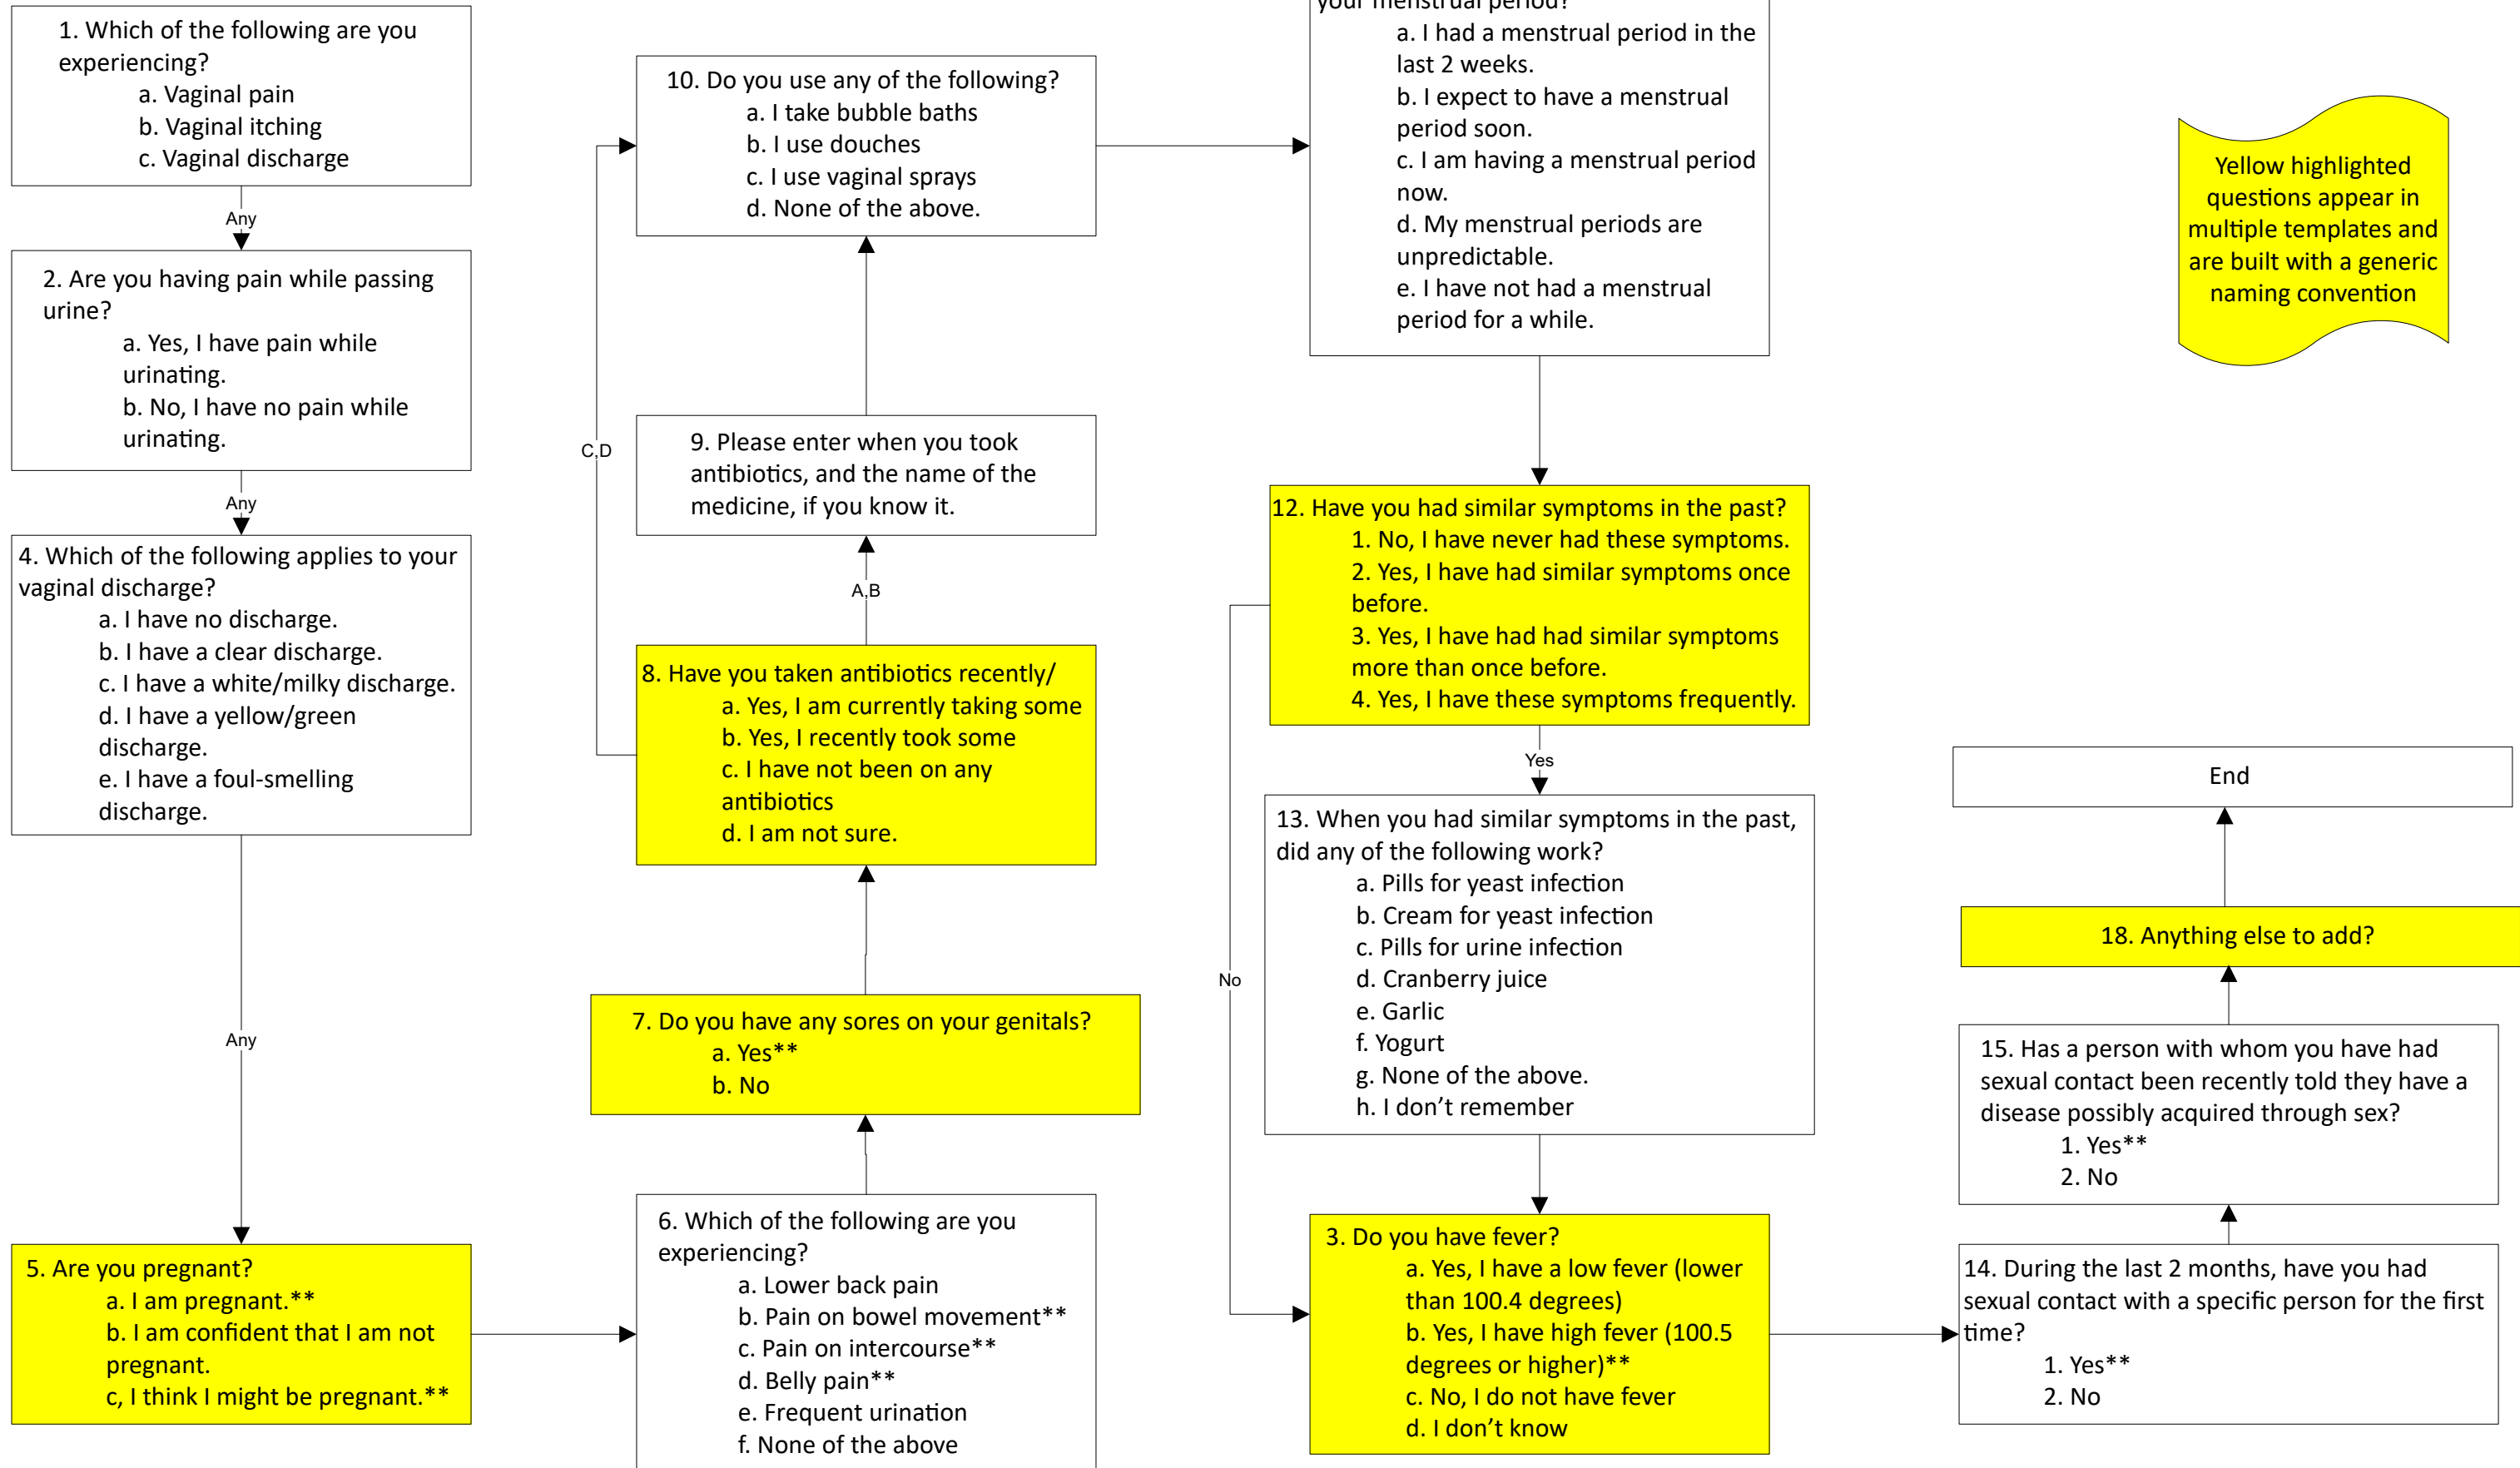 1. Which of the following are you
experiencing?
a. Vaginal pain
b. Vaginal itching
c. Vaginal discharge
Any
2. Are you having pain while passing
urine?
a. Yes, I have pain while
urinating.
b. No, I have no pain while
urinating.
Any
4. Which of the following applies to your
vaginal discharge?
a. I have no discharge.
b. I have a clear discharge.
c. I have a white/milky discharge.
d. I have a yellow/green
discharge.
e. I have a foul-smelling
discharge.
Any
5. Are you pregnant?
a. I am pregnant.**
b. I am confident that I am not
pregnant.
c, I think I might be pregnant.**
6. Which of the following are you
experiencing?
a. Lower back pain
b. Pain on bowel movement**
c. Pain on intercourse**
d. Belly pain**
e. Frequent urination
f. None of the above
7. Do you have any sores on your genitals?
a. Yes**
b. No
8. Have you taken antibiotics recently/
a. Yes, I am currently taking some
b. Yes, I recently took some
c. I have not been on any
antibiotics
d. I am not sure.
A,B
C,D
9. Please enter when you took
antibiotics, and the name of the
medicine, if you know it.
10. Do you use any of the following?
a. I take bubble baths
b. I use douches
c. I use vaginal sprays
d. None of the above.
your menstrual period?
a. I had a menstrual period in the
last 2 weeks.
b. I expect to have a menstrual
period soon.
c. I am having a menstrual period
now.
d. My menstrual periods are
unpredictable.
e. I have not had a menstrual
period for a while.
12. Have you had similar symptoms in the past?
1. No, I have never had these symptoms.
2. Yes, I have had similar symptoms once
before.
3. Yes, I have had had similar symptoms
more than once before.
4. Yes, I have these symptoms frequently.
Yes
No
13. When you had similar symptoms in the past,
did any of the following work?
a. Pills for yeast infection
b. Cream for yeast infection
c. Pills for urine infection
d. Cranberry juice
e. Garlic
f. Yogurt
g. None of the above.
h. I don't remember
3. Do you have fever?
a. Yes, I have a low fever (lower
than 100.4 degrees)
b. Yes, I have high fever (100.5
degrees or higher)**
c. No, I do not have fever
d. I don't know
14. During the last 2 months, have you had
sexual contact with a specific person for the first
time?
1. Yes**
2. No
15. Has a person with whom you have had
sexual contact been recently told they have a
disease possibly acquired through sex?
1. Yes**
2. No
18. Anything else to add?
End
Yellow highlighted
questions appear in
multiple templates and
are built with a generic
naming convention